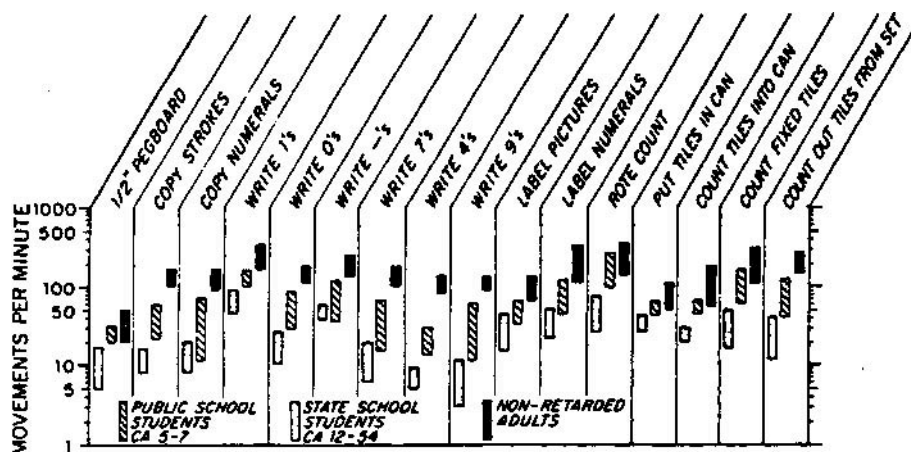 1/2" PEGBOARD
COPY STROKES
COPY NUMERALS
WRITE 1's
WRITE 0's
WRITE —'s
WRITE 7's
WRITE 4's
WRITE 9's
LABEL PICTURES
LABEL NUMERALS
ROTE COUNT
PUT TILES IN CAN
COUNT TILES INTO CAN
COUNT FIXED TILES
COUNT OUT TILES FROM SET
MOVEMENTS PER MINUTE
1000
500
100
50
10
5
1
PUBLIC SCHOOL
STUDENTS
CA 5-7
STATE SCHOOL
STUDENTS
CA 12-54
NON-RETARDED
ADULTS